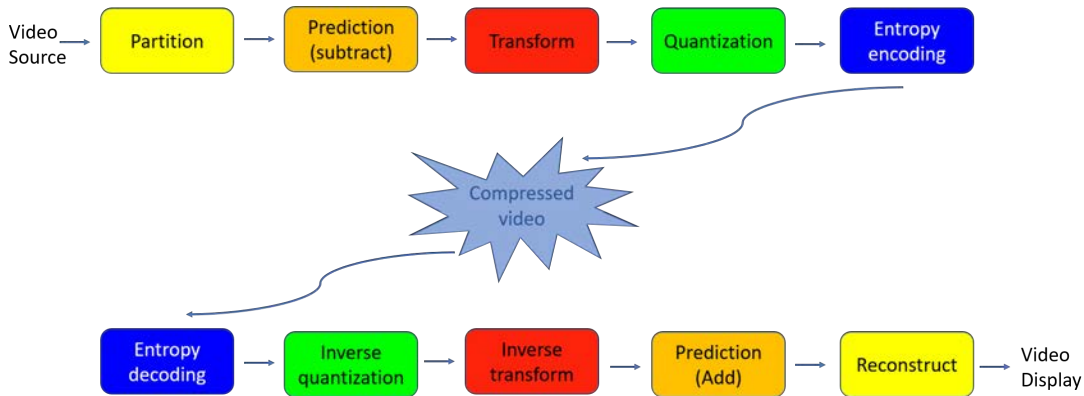 Video
Source
Partition
Prediction
(subtract)
Transform
Quantization
Entropy
encoding
Compressed
video
Entropy
decoding
Inverse
quantization
Inverse
transform
Prediction
(Add)
Reconstruct
Video
Display